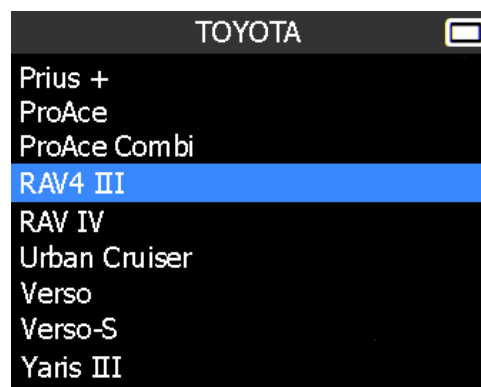 TOYOTA
Prius +
ProAce
ProAce Combi
RAV4 III
RAV IV
Urban Cruiser
Verso
Verso-S
Yaris III